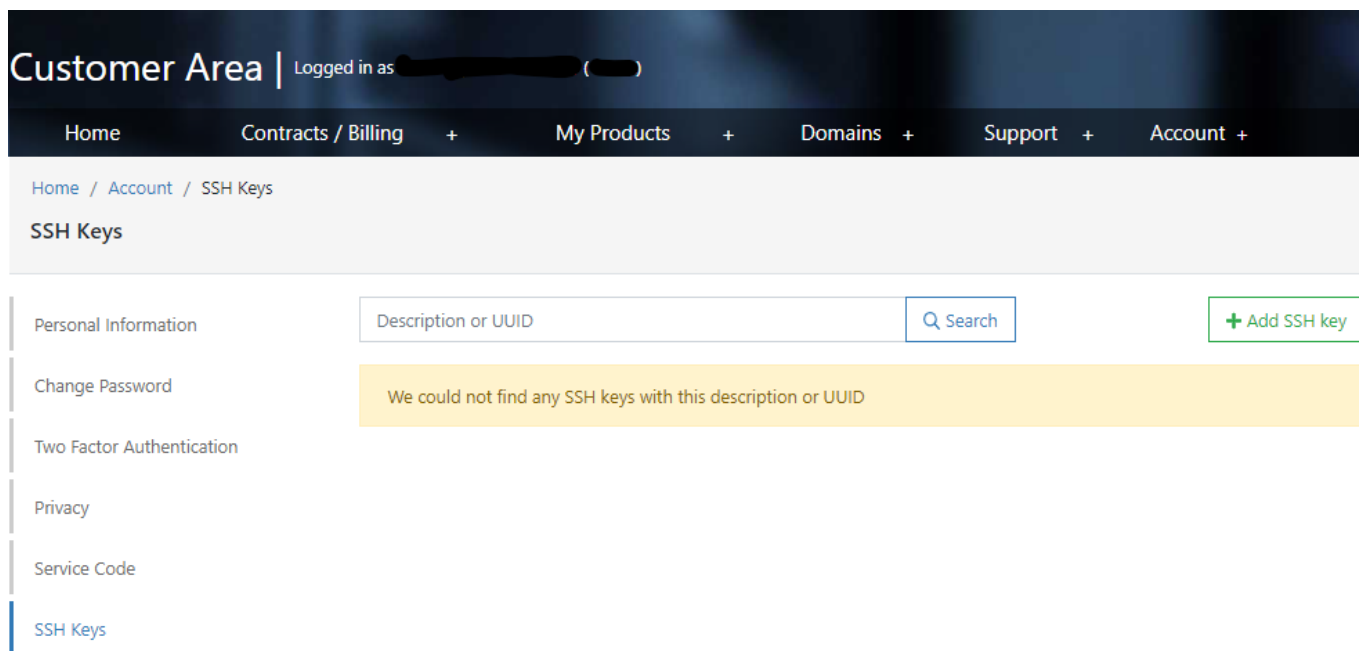 Customer Area | Logged in as ( )
Home Contracts / Billing + My Products + Domains + Support + Account +
Home / Account / SSH Keys
SSH Keys
Personal Information
Description or UUID
Search
+ Add SSH key
Change Password
We could not find any SSH keys with this description or UUID
Two Factor Authentication
Privacy
Service Code
SSH Keys